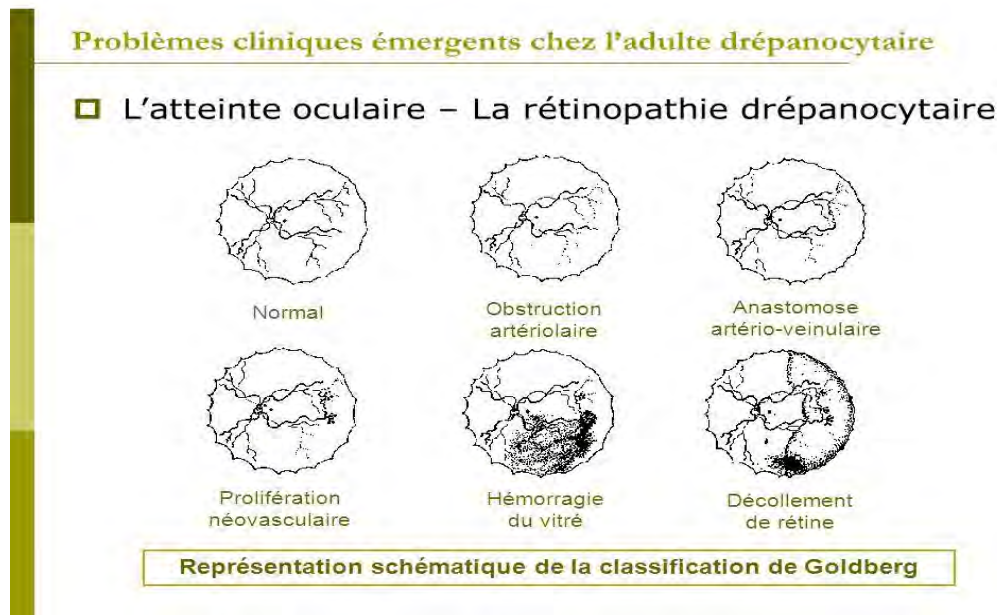 Problèmes cliniques émergents chez l'adulte drépanocytaire
L'atteinte oculaire – La rétinopathie drépanocytaire
Normal
Obstruction
artériolaire
Anastomose
artério-veinulaire
Prolifération
néovasculaire
Hémorragie
du vitré
Décollement
de rétine
Représentation schématique de la classification de Goldberg